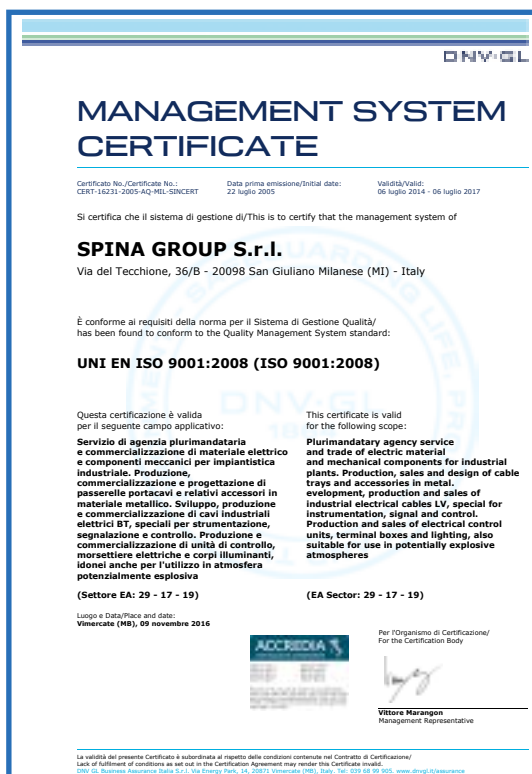 DNV·GL
MANAGEMENT SYSTEM
CERTIFICATE
Certificato No./Certificate No.:
CERT-16231-2005-AQ-MIL-SINCERT
Data prima emissione/Initial date:
22 luglio 2005
Validità/Valid:
06 luglio 2014 - 06 luglio 2017
Si certifica che il sistema di gestione di/This is to certify that the management system of
SPINA GROUP S.r.l.
Via del Tecchione, 36/B - 20098 San Giuliano Milanese (MI) - Italy
È conforme ai requisiti della norma per il Sistema di Gestione Qualità/
has been found to conform to the Quality Management System standard:
UNI EN ISO 9001:2008 (ISO 9001:2008)
Questa certificazione è valida
per il seguente campo applicativo:
Servizio di agenzia plurimandataria
e commercializzazione di materiale elettrico
e componenti meccanici per impiantistica
industriale. Produzione,
commercializzazione e progettazione di
passerelle portacavi e relativi accessori in
materiale metallico. Sviluppo, produzione
e commercializzazione di cavi industriali
elettrici BT, speciali per strumentazione,
segnalazione e controllo. Produzione e
commercializzazione di unità di controllo,
morsettiere elettriche e corpi illuminanti,
idonei anche per l'utilizzo in atmosfera
potenzialmente esplosiva
(Settore EA: 29 - 17 - 19)
This certificate is valid
for the following scope:
Plurimandatary agency service
and trade of electric material
and mechanical components for industrial
plants. Production, sales and design of cable
trays and accessories in metal.
evelopment, production and sales of
industrial electrical cables LV, special for
instrumentation, signal and control.
Production and sales of electrical control
units, terminal boxes and lighting, also
suitable for use in potentially explosive
atmospheres
(EA Sector: 29 - 17 - 19)
Luogo e Data/Place and date:
Vimercate (MB), 09 novembre 2016
ACCREDIA
Per l'Organismo di Certificazione/
For the Certification Body
Vittore Marangon
Management Representative
La validità del presente Certificato è subordinata al rispetto delle condizioni contenute nel Contratto di Certificazione/
Lack of fulfilment of conditions as set out in the Certification Agreement may render this Certificate invalid.
DNV GL Business Assurance Italia S.r.l. Via Energy Park, 14, 20871 Vimercate (MB), Italy. Tel: 039 68 99 905. www.dnvgl.it/assurance